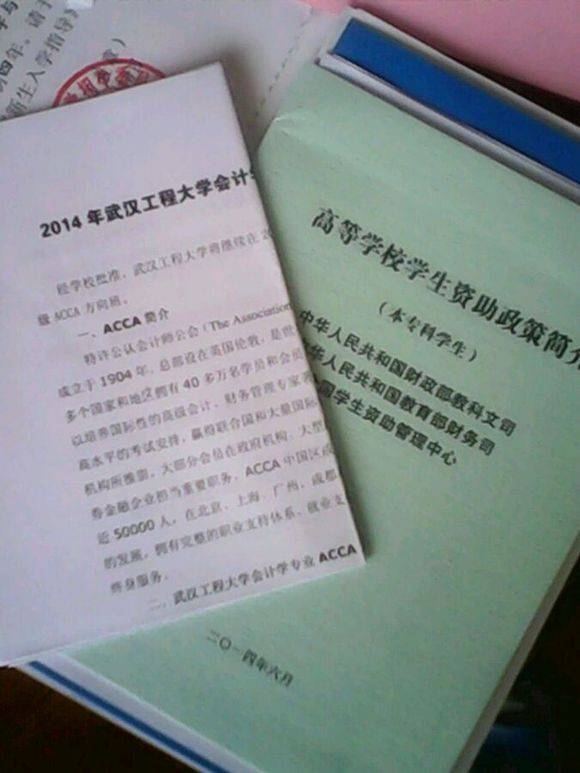 四年。请于
新生入学指导》
2014 年武汉工程大学会计
经学校批准，武汉工程大学将继续在
级 ACCA 方向班。
一、ACCA 简介
特许公认会计师公会（The Association
成立于 1904 年，总部设在英国伦敦，是世
多个国家和地区拥有 40 多万名学员和会员
以培养国际性的高级会计、财务管理专家
高水平的考试安排，赢得联合国和大量国际
机构所推崇。大部分会员在政府机构、大型
券金融企业担当重要职务。ACCA 中国区
近 50000 人，在北京、上海、广州、成都
的发展，拥有完整的职业支持体系、就业支
终身服务。
二、武汉工程大学会计学专业 ACCA
高等学校学生资助政策简介
（本专科学生）
中华人民共和国财政部教科文司
华人民共和国教育部财务司
国学生资助管理中心
二〇一四年六月